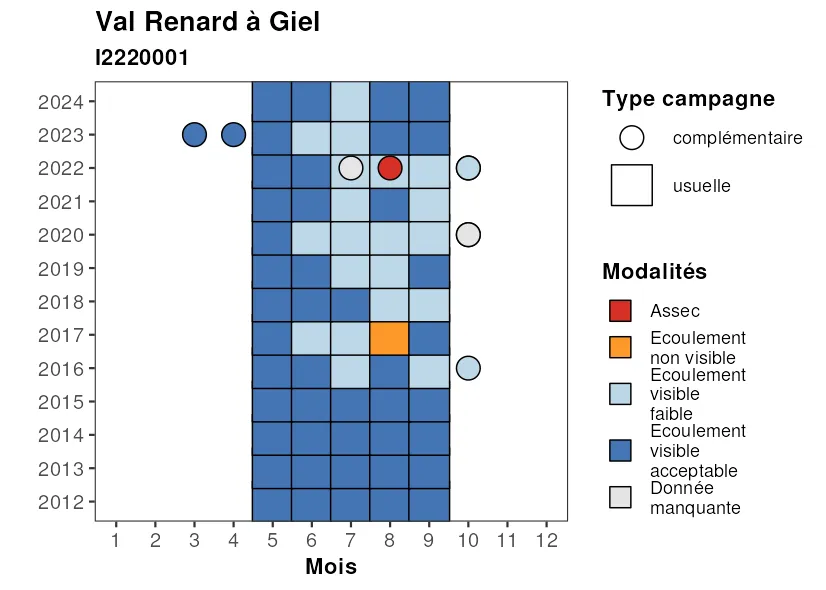 Val Renard à Giel
I2220001
2024
2023
2022
2021
2020
2019
2018
2017
2016
2015
2014
2013
2012
1 2 3 4 5 6 7 8 9 10 11 12
Mois
Type campagne
complémentaire
usuelle
Modalités
Assec
Ecoulement
non visible
Ecoulement
visible
faible
Ecoulement
visible
acceptable
Donnée
manquante